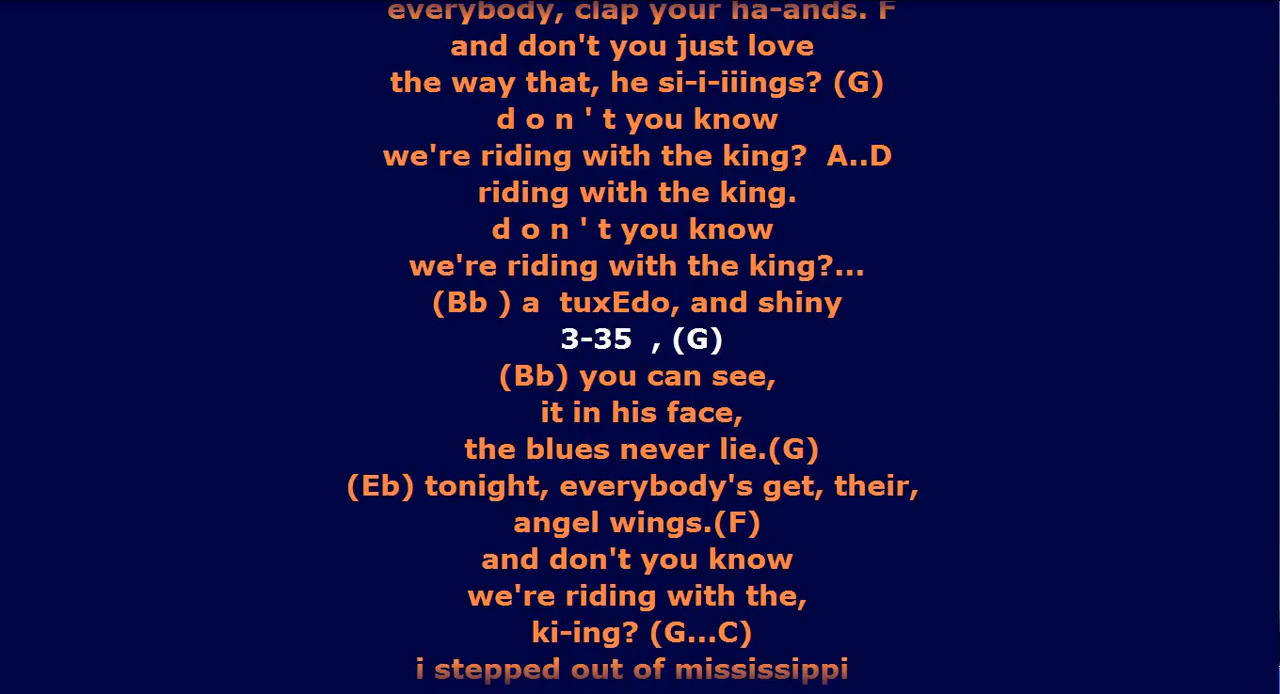 everybody, clap your ha-ands. F
and don't you just love
the way that, he si-i-iiings? (G)
d o n ' t you know
we're riding with the king?  A..D
riding with the king.
d o n ' t you know
we're riding with the king?...
(Bb ) a  tuxEdo, and shiny
3-35  , (G)
(Bb) you can see,
it in his face,
the blues never lie.(G)
(Eb) tonight, everybody's get, their,
angel wings.(F)
and don't you know
we're riding with the,
ki-ing? (G...C)
i stepped out of mississippi